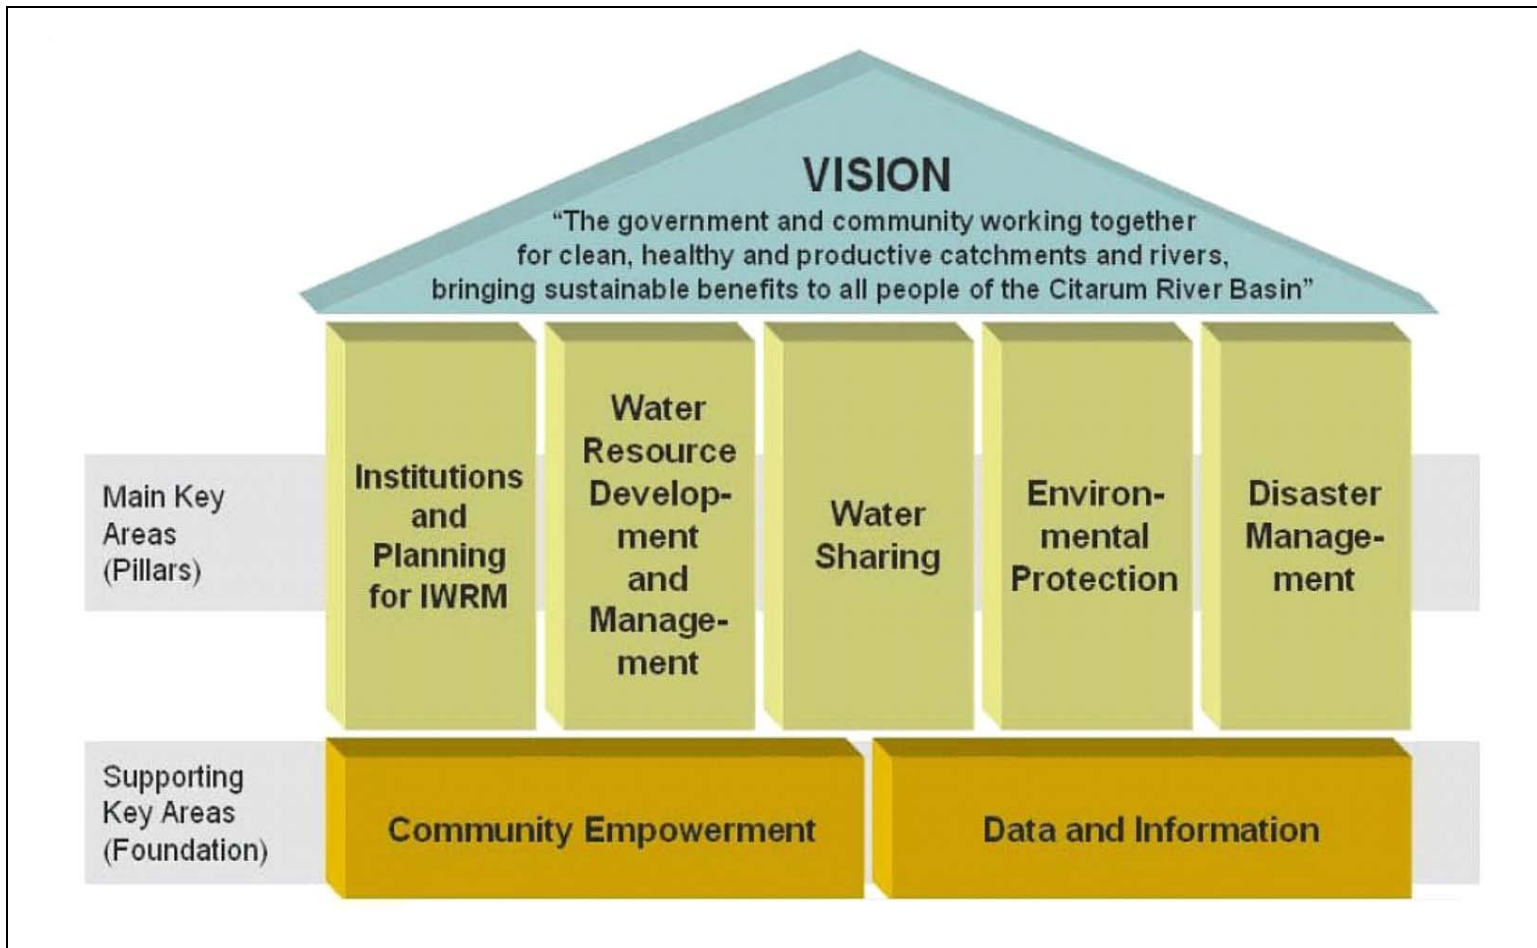 VISION
“The government and community working together
for clean, healthy and productive catchments and rivers,
bringing sustainable benefits to all people of the Citarum River Basin”
Main Key
Areas
(Pillars)
Institutions
and
Planning
for IWRM
Water
Resource
Develop-
ment
and
Manage-
ment
Water
Sharing
Environ-
mental
Protection
Disaster
Manage-
ment
Supporting
Key Areas
(Foundation)
Community Empowerment
Data and Information